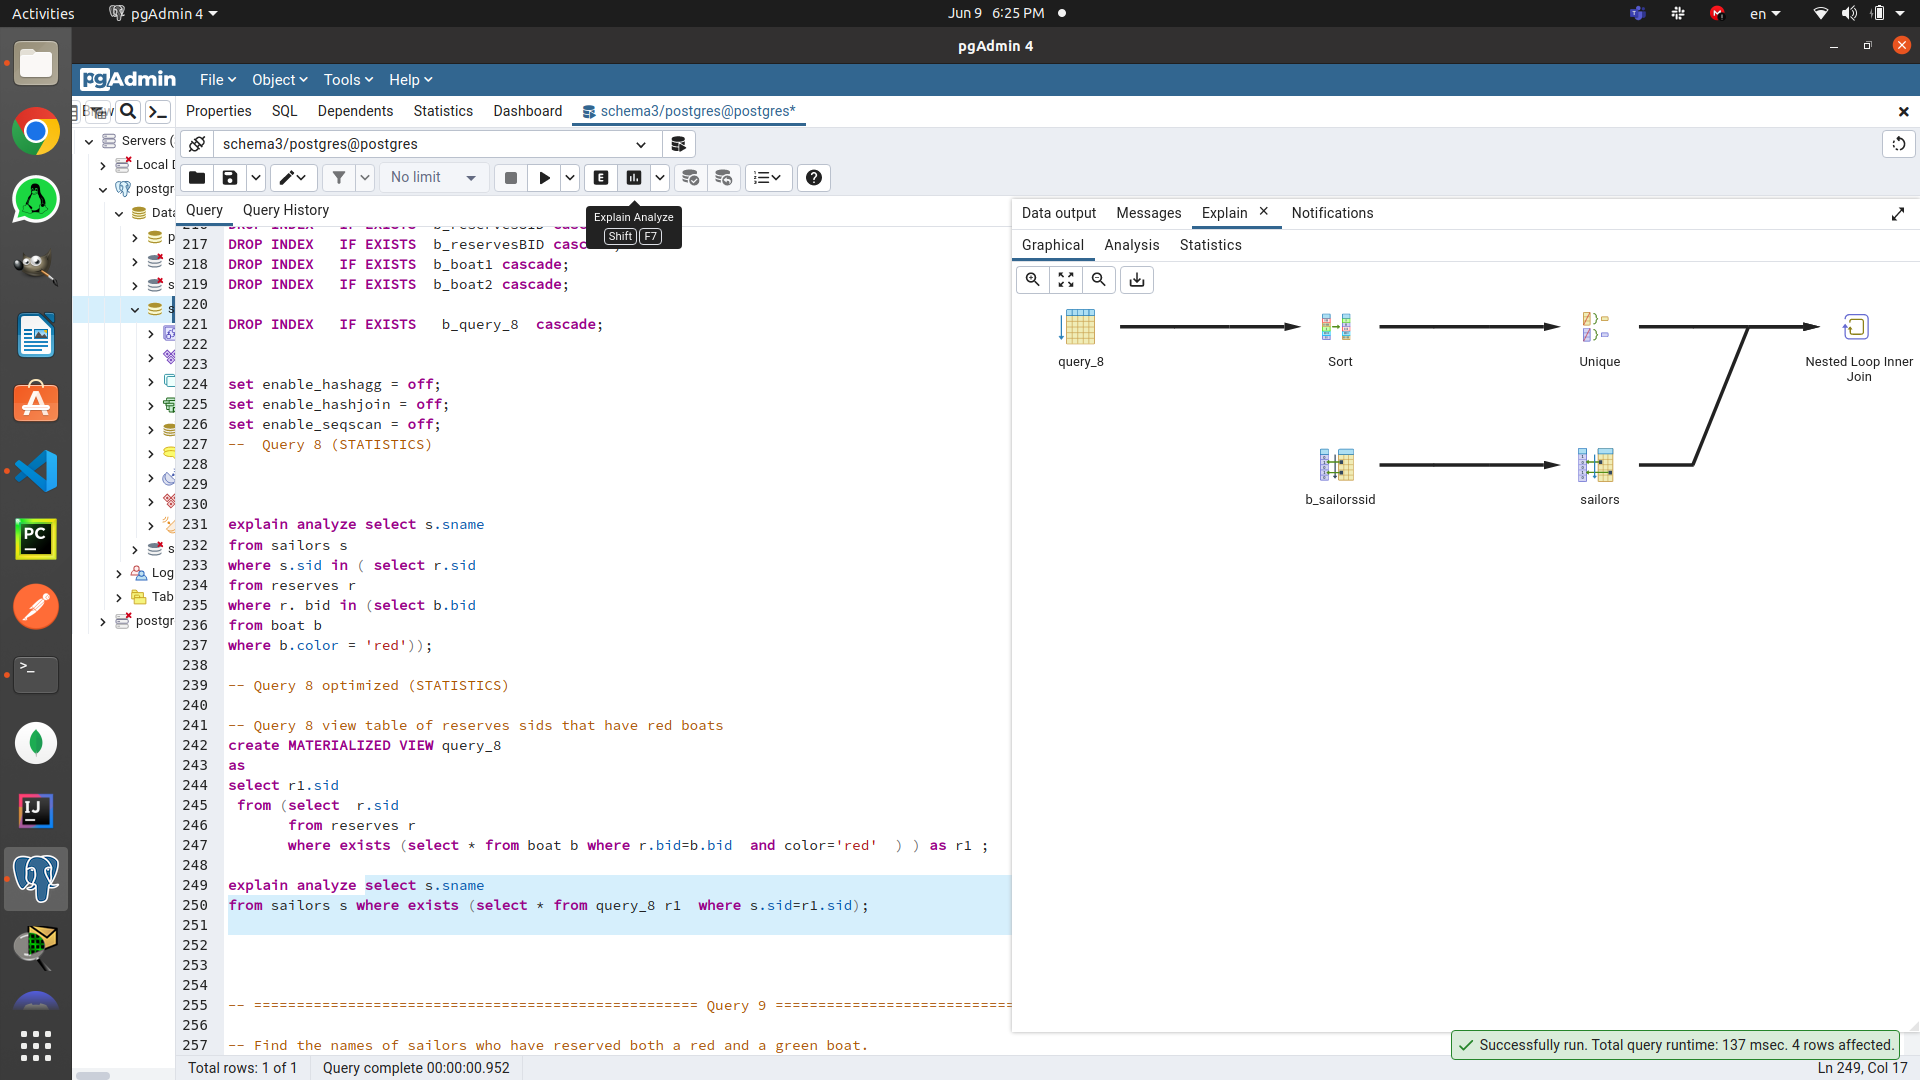 Activities
pgAdmin 4
Jun 9 6:25 PM
en
pgAdmin 4
pgAdmin
File
Object
Tools
Help
Properties
SQL
Dependents
Statistics
Dashboard
schema3/postgres@postgres*
Servers (
Local D
postgr
Data
p
s
s
s
s
Log
Tab
postgr
schema3/postgres@postgres
No limit
E
Query
Query History
Explain Analyze
Shift F7
217 DROP INDEX   IF EXISTS  b_reservesBID casc
218 DROP INDEX   IF EXISTS  b_boat1 cascade;
219 DROP INDEX   IF EXISTS  b_boat2 cascade;
220
221 DROP INDEX   IF EXISTS   b_query_8  cascade;
222
223
224 set enable_hashagg = off;
225 set enable_hashjoin = off;
226 set enable_seqscan = off;
227 --  Query 8 (STATISTICS)
228
229
230
231 explain analyze select s.sname
232 from sailors s
233 where s.sid in ( select r.sid
234 from reserves r
235 where r. bid in (select b.bid
236 from boat b
237 where b.color = 'red'));
238
239 -- Query 8 optimized (STATISTICS)
240
241 -- Query 8 view table of reserves sids that have red boats
242 create MATERIALIZED VIEW query_8
243 as
244 select r1.sid
245  from (select  r.sid
246        from reserves r
247        where exists (select * from boat b where r.bid=b.bid  and color='red'  ) ) as r1 ;
248
249 explain analyze select s.sname
250 from sailors s where exists (select * from query_8 r1  where s.sid=r1.sid);
251
252
253
254
255 -- ==================================================== Query 9 ============================
256
257 -- Find the names of sailors who have reserved both a red and a green boat.
Data output
Messages
Explain
Notifications
Graphical
Analysis
Statistics
query_8
Sort
Unique
Nested Loop Inner
Join
b_sailorssid
sailors
Successfully run. Total query runtime: 137 msec. 4 rows affected.
Total rows: 1 of 1
Query complete 00:00:00.952
Ln 249, Col 17
PC
IJ
>_